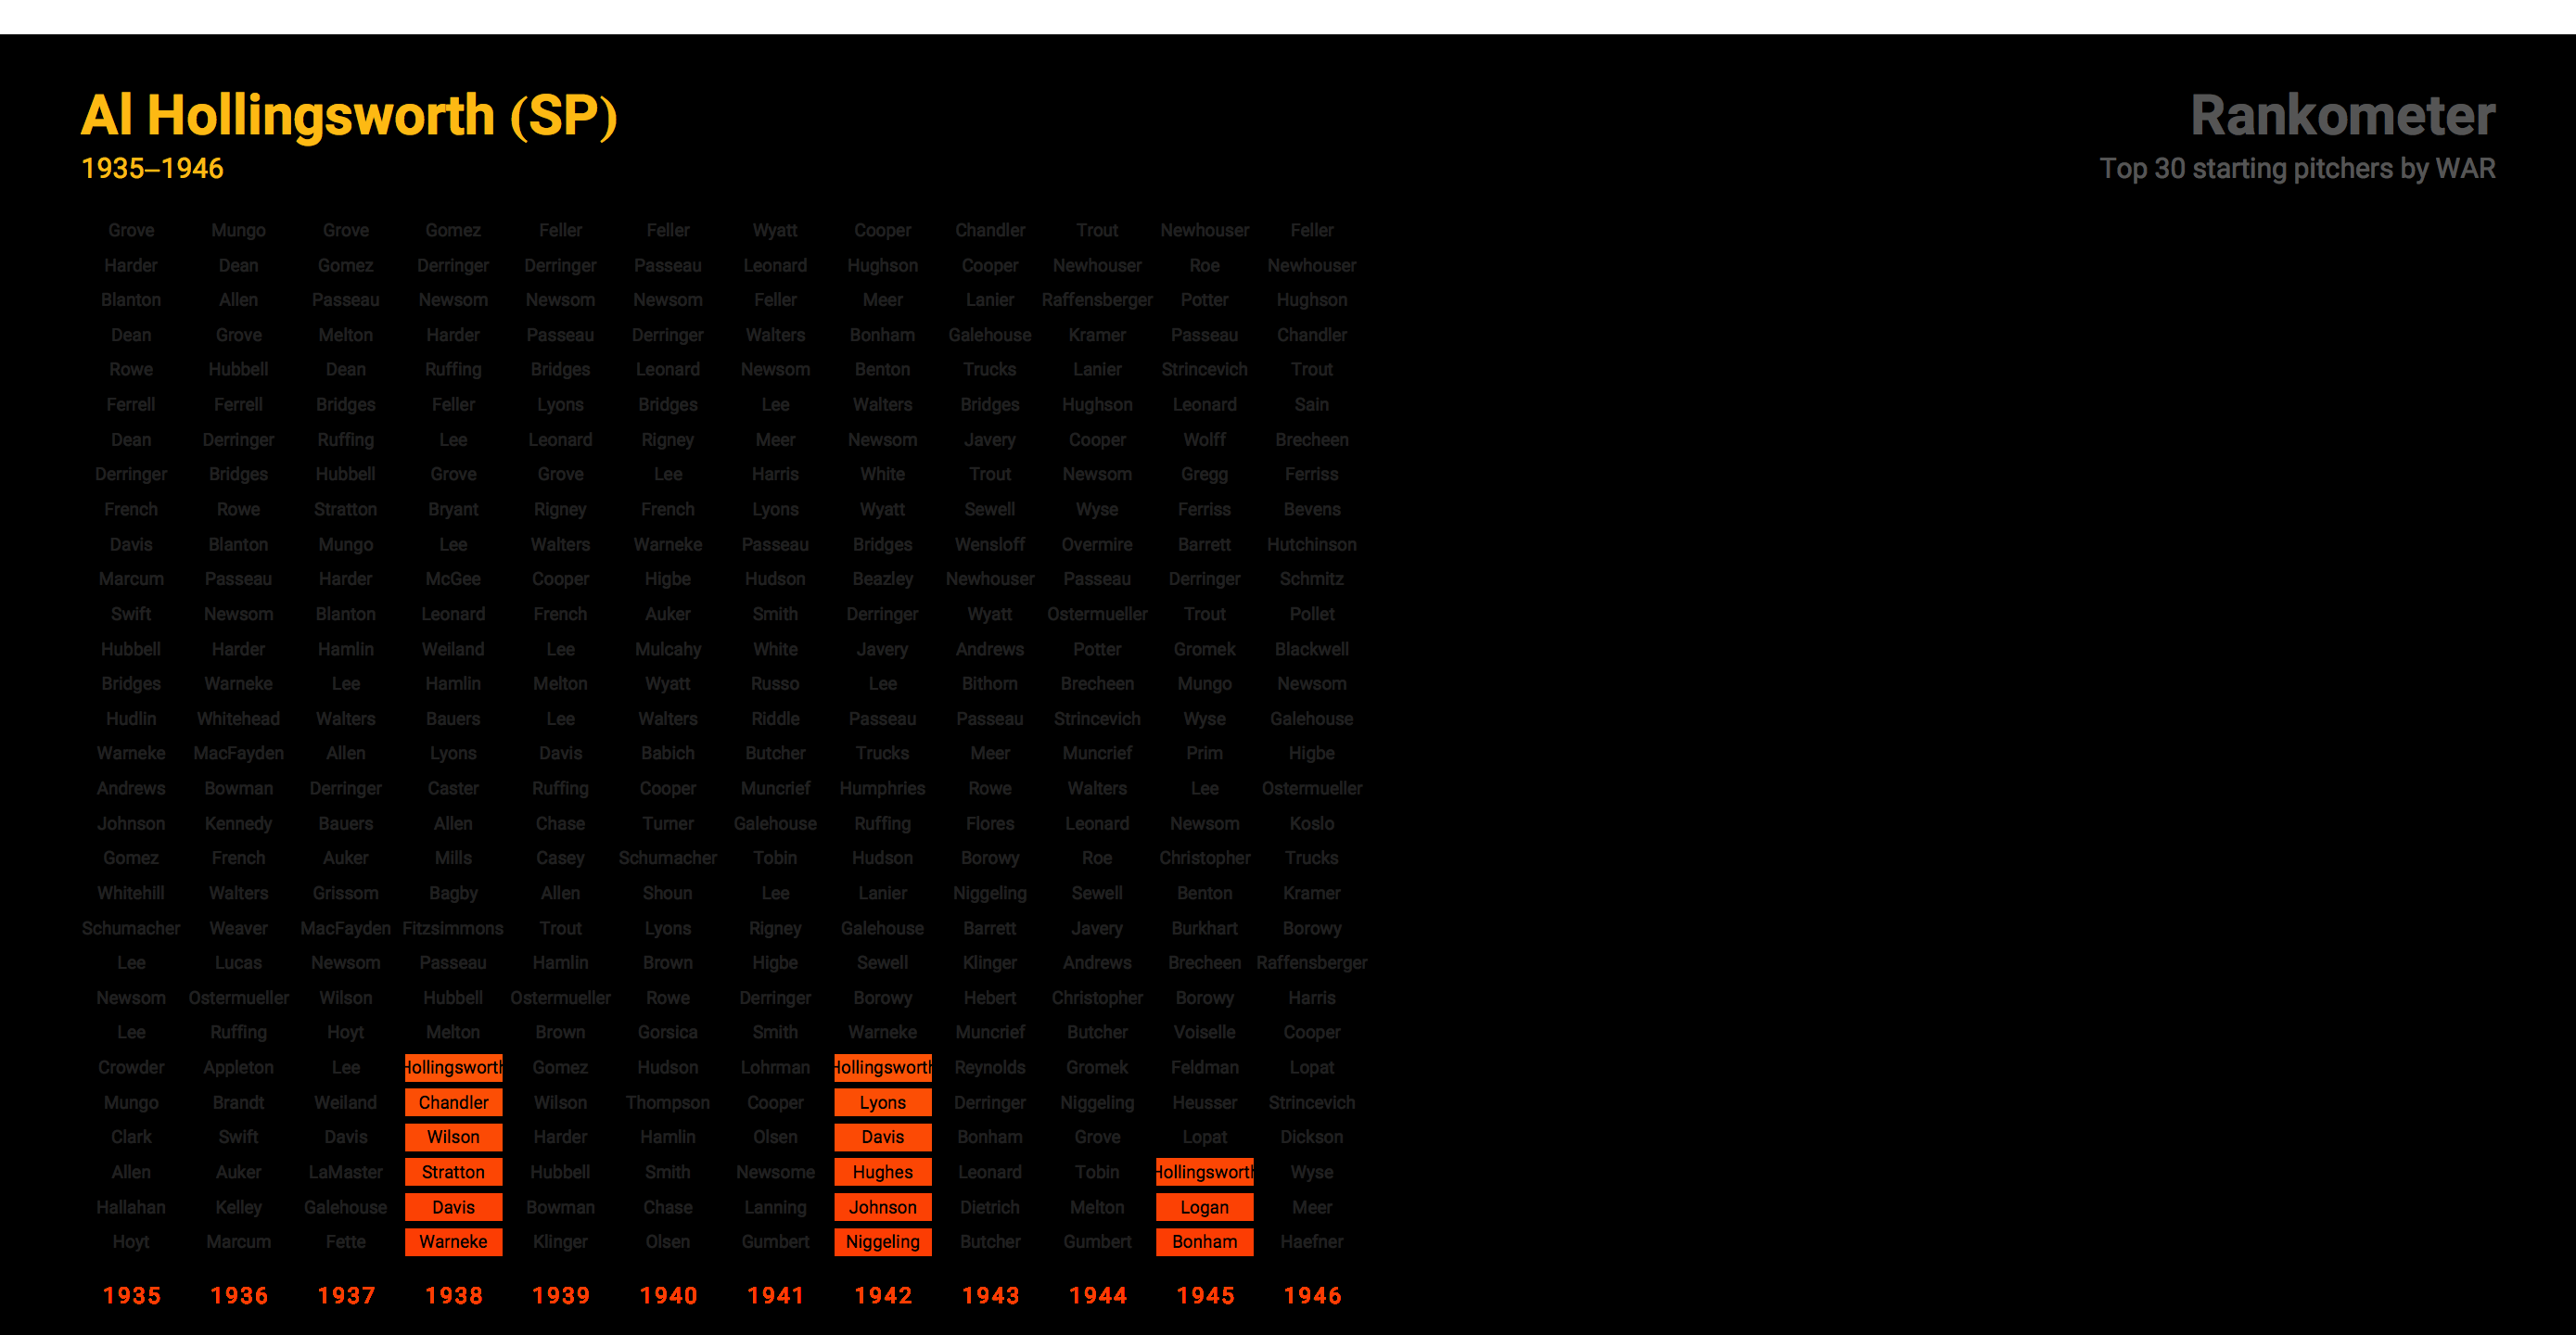 Al Hollingsworth (SP)
Rankometer
1935–1946
Top 30 starting pitchers by WAR
Grove Mungo Grove Gomez Feller Feller Wyatt Cooper Chandler Trout Newhouser Feller
Harder Dean Gomez Derringer Derringer Passeau Leonard Hughson Cooper Newhouser Roe Newhouser
Blanton Allen Passeau Newsom Newsom Newsom Feller Meer Lanier Raffensberger Potter Hughson
Dean Grove Melton Harder Passeau Derringer Walters Bonham Galehouse Kramer Passeau Chandler
Rowe Hubbell Dean Ruffing Bridges Leonard Newsom Benton Trucks Lanier Strincevich Trout
Ferrell Ferrell Bridges Feller Lyons Bridges Lee Walters Bridges Hughson Leonard Sain
Dean Derringer Ruffing Lee Leonard Rigney Meer Newsom Javery Cooper Wolff Brecheen
Derringer Bridges Hubbell Grove Grove Lee Harris White Trout Newsom Gregg Ferriss
French Rowe Stratton Bryant Rigney French Lyons Wyatt Sewell Wyse Ferriss Bevens
Davis Blanton Mungo Lee Walters Warneke Passeau Bridges Wensloff Overmire Barrett Hutchinson
Marcum Passeau Harder McGee Cooper Higbe Hudson Beazley Newhouser Passeau Derringer Schmitz
Swift Newsom Blanton Leonard French Auker Smith Derringer Wyatt Ostermueller Trout Pollet
Hubbell Harder Hamlin Weiland Lee Mulcahy White Javery Andrews Potter Gromek Blackwell
Bridges Warneke Lee Hamlin Melton Wyatt Russo Lee Bithorn Brecheen Mungo Newsom
Hudlin Whitehead Walters Bauers Lee Walters Riddle Passeau Passeau Strincevich Wyse Galehouse
Warneke MacFayden Allen Lyons Davis Babich Butcher Trucks Meer Muncrief Prim Higbe
Andrews Bowman Derringer Caster Ruffing Cooper Muncrief Humphries Rowe Walters Lee Ostermueller
Johnson Kennedy Bauers Allen Chase Turner Galehouse Ruffing Flores Leonard Newsom Koslo
Gomez French Auker Mills Casey Schumacher Tobin Hudson Borowy Roe Christopher Trucks
Whitehill Walters Grissom Bagby Allen Shoun Lee Lanier Niggeling Sewell Benton Kramer
Schumacher Weaver MacFayden Fitzsimmons Trout Lyons Rigney Galehouse Barrett Javery Burkhart Borowy
Lee Lucas Newsom Passeau Hamlin Brown Higbe Sewell Klinger Andrews Brecheen Raffensberger
Newsom Ostermueller Wilson Hubbell Ostermueller Rowe Derringer Borowy Hebert Christopher Borowy Harris
Lee Ruffing Hoyt Melton Brown Gorsica Smith Warneke Muncrief Butcher Voiselle Cooper
Crowder Appleton Lee Hollingsworth Gomez Hudson Lohrman Hollingsworth Reynolds Gromek Feldman Lopat
Mungo Brandt Weiland Chandler Wilson Thompson Cooper Lyons Derringer Niggeling Heusser Strincevich
Clark Swift Davis Wilson Harder Hamlin Olsen Davis Bonham Grove Lopat Dickson
Allen Auker LaMaster Stratton Hubbell Smith Newsome Hughes Leonard Tobin Hollingsworth Wyse
Hallahan Kelley Galehouse Davis Bowman Chase Lanning Johnson Dietrich Melton Logan Meer
Hoyt Marcum Fette Warneke Klinger Olsen Gumbert Niggeling Butcher Gumbert Bonham Haefner
1935 1936 1937 1938 1939 1940 1941 1942 1943 1944 1945 1946